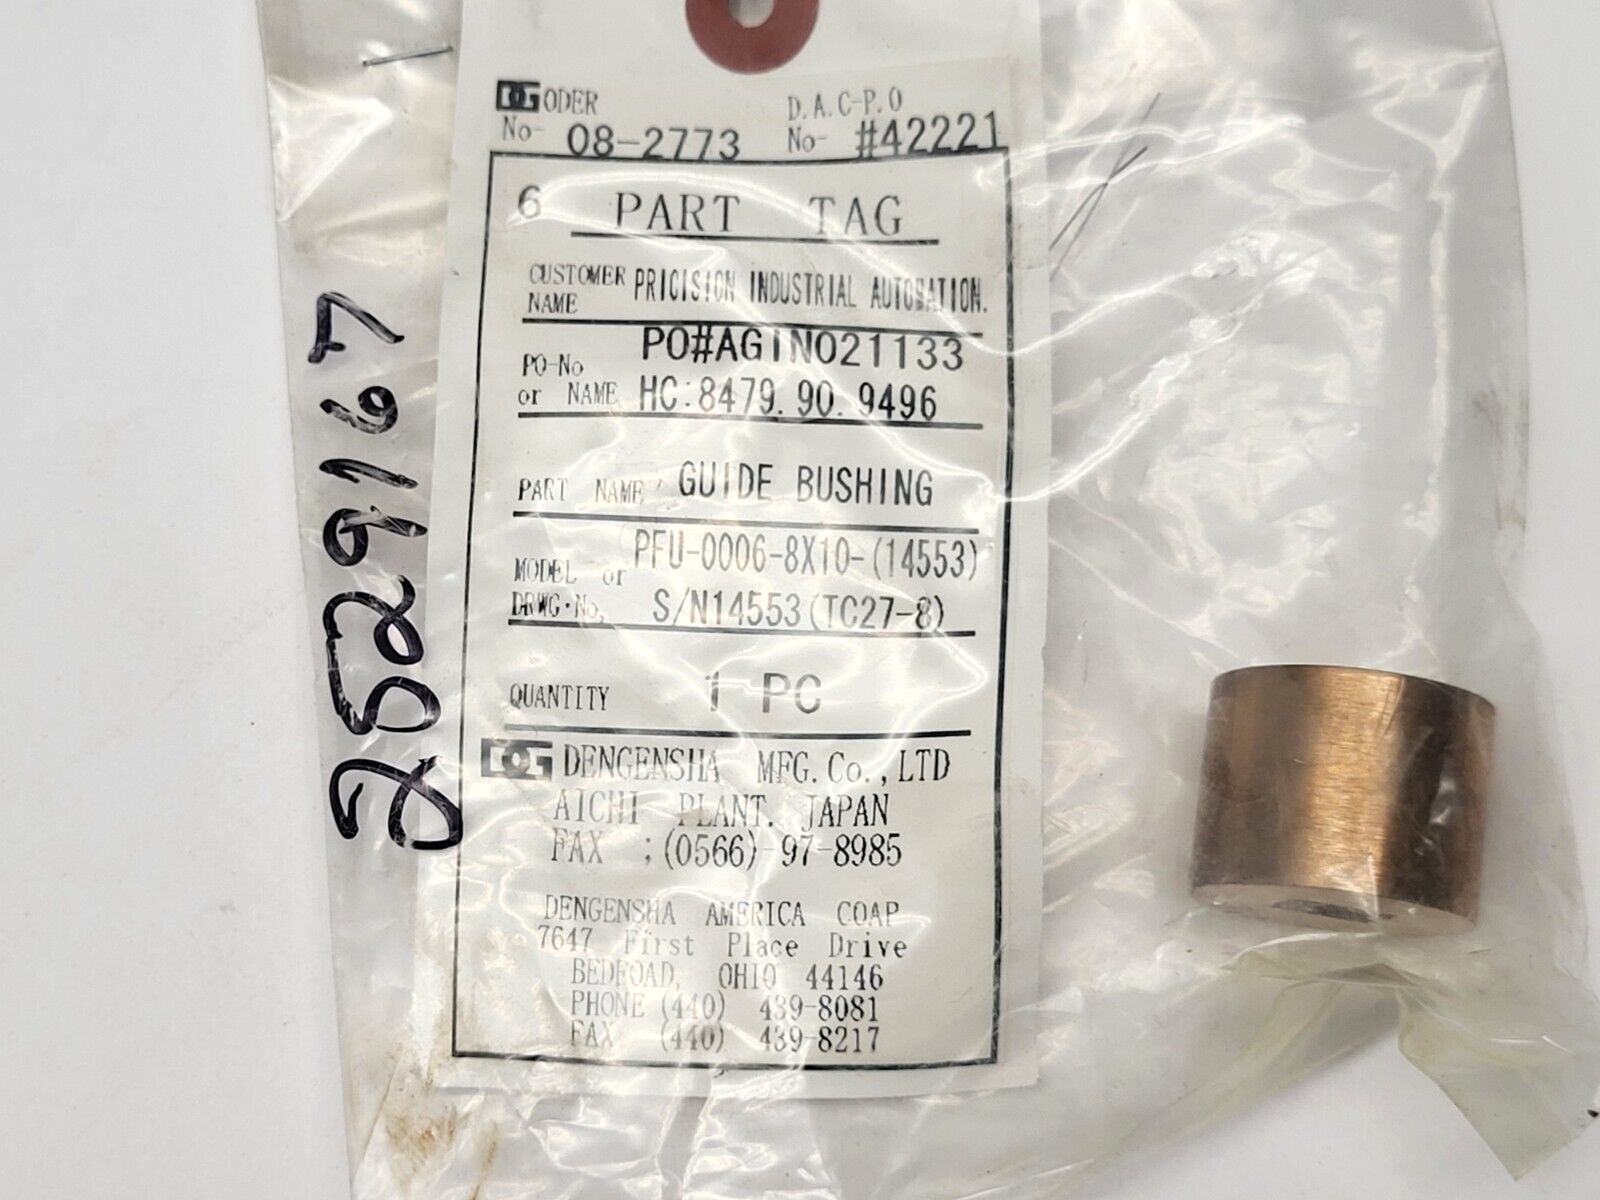 DG ODER
No- 08-2773
D.A.C-P.O
No- #42221
6 PART TAG
CUSTOMER NAME PRICISION INDUSTRIAL AUTOMATION.
PO-No or NAME PO#AGINO21133
HC:8479.90.9496
PART NAME GUIDE BUSHING
MODEL or DRWG.No, PFU-0006-8X10-(14553)
S/N14553(TC27-8)
QUANTITY 1 PC
DG DENGENSHA MFG.Co.,LTD
AICHI PLANT. JAPAN
FAX ;(0566)-97-8985
DENGENSHA AMERICA COAP
7647 First Place Drive
BEDFOAD, OHIO 44146
PHONE (440) 439-8081
FAX (440) 439-8217
2529167